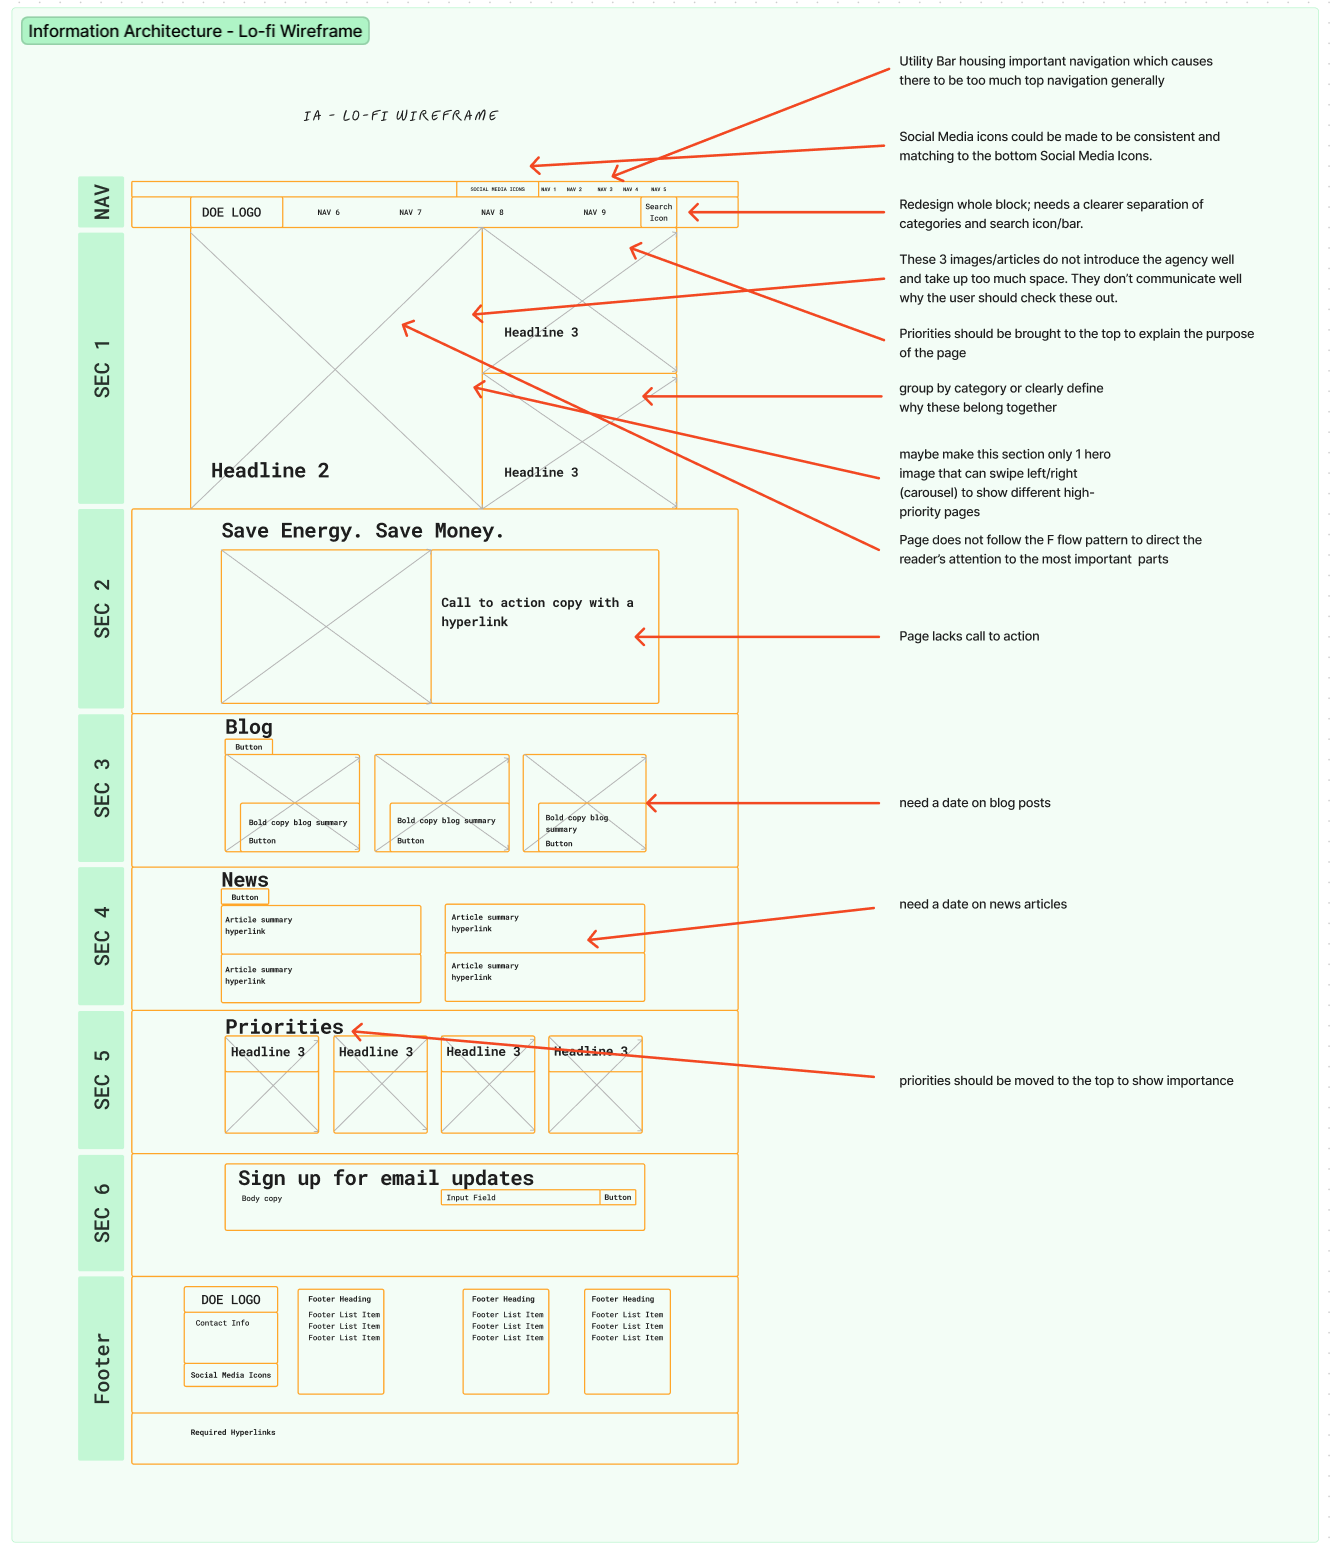 Information Architecture - Lo-fi Wireframe
IA - LO-FI WIREFRAME
Utility Bar housing important navigation which causes
there to be too much top navigation generally
Social Media icons could be made to be consistent and
matching to the bottom Social Media Icons.
Redesign whole block; needs a clearer separation of
categories and search icon/bar.
These 3 images/articles do not introduce the agency well
and take up too much space. They don't communicate well
why the user should check these out.
Priorities should be brought to the top to explain the purpose
of the page
group by category or clearly define
why these belong together
maybe make this section only 1 hero
image that can swipe left/right
(carousel) to show different high-
priority pages
Page does not follow the F flow pattern to direct the
reader's attention to the most important  parts
Page lacks call to action
need a date on blog posts
need a date on news articles
priorities should be moved to the top to show importance
NAV
SOCIAL MEDIA ICONS
NAV 1
NAV 2
NAV 3
NAV 4
NAV 5
DOE LOGO
NAV 6
NAV 7
NAV 8
NAV 9
Search
Icon
SEC 1
Headline 2
Headline 3
Headline 3
SEC 2
Save Energy. Save Money.
Call to action copy with a
hyperlink
SEC 3
Blog
Button
Bold copy blog summary
Button
Bold copy blog summary
Button
Bold copy blog
summary
Button
SEC 4
News
Button
Article summary
hyperlink
Article summary
hyperlink
Article summary
hyperlink
Article summary
hyperlink
SEC 5
Priorities
Headline 3
Headline 3
Headline 3
Headline 3
SEC 6
Sign up for email updates
Body copy
Input Field
Button
Footer
DOE LOGO
Contact Info
Social Media Icons
Footer Heading
Footer List Item
Footer List Item
Footer List Item
Footer Heading
Footer List Item
Footer List Item
Footer List Item
Footer Heading
Footer List Item
Footer List Item
Footer List Item
Required Hyperlinks